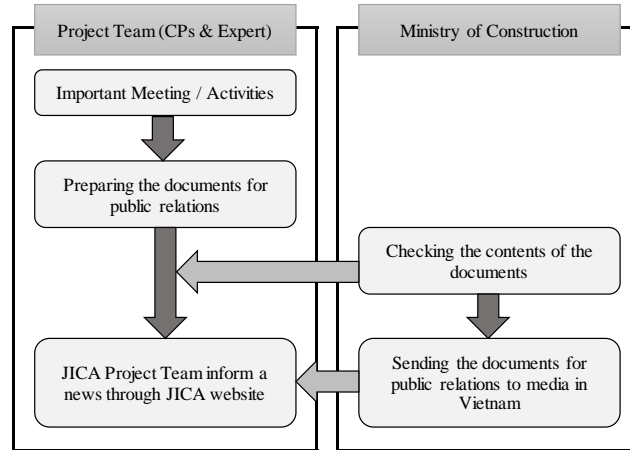 Project Team (CPs & Expert)
Ministry of Construction
Important Meeting / Activities
Preparing the documents for
public relations
Checking the contents of the
documents
JICA Project Team inform a
news through JICA website
Sending the documents for
public relations to media in
Vietnam